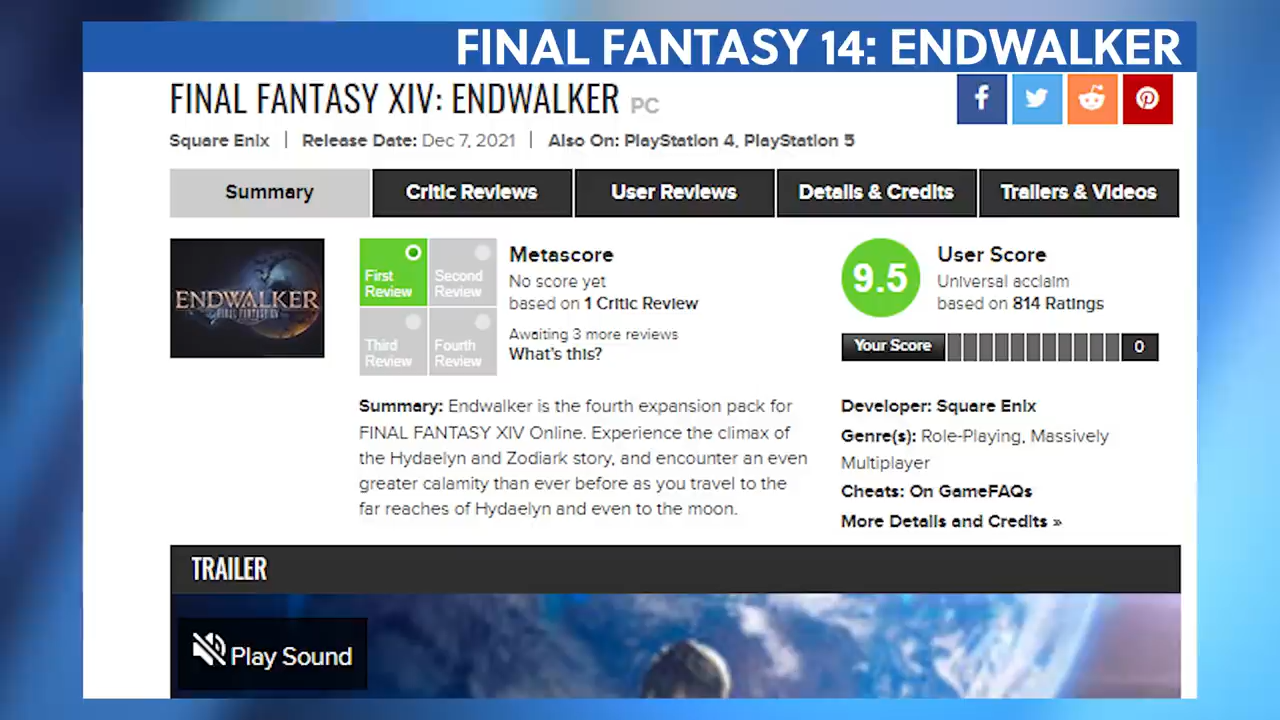 FINAL FANTASY 14: ENDWALKER
FINAL FANTASY XIV: ENDWALKER PC
Square Enix | Release Date: Dec 7, 2021 | Also On: PlayStation 4, PlayStation 5
Summary
Critic Reviews
User Reviews
Details & Credits
Trailers & Videos
ENDWALKER
FINAL FANTASY XIV
First
Review
Second
Review
Third
Review
Fourth
Review
Metascore
No score yet
based on 1 Critic Review
Awaiting 3 more reviews
What's this?
9.5
User Score
Universal acclaim
based on 814 Ratings
Your Score
0
Summary: Endwalker is the fourth expansion pack for
FINAL FANTASY XIV Online. Experience the climax of
the Hydaelyn and Zodiark story, and encounter an even
greater calamity than ever before as you travel to the
far reaches of Hydaelyn and even to the moon.
Developer: Square Enix
Genre(s): Role-Playing, Massively
Multiplayer
Cheats: On GameFAQs
More Details and Credits »
TRAILER
Play Sound